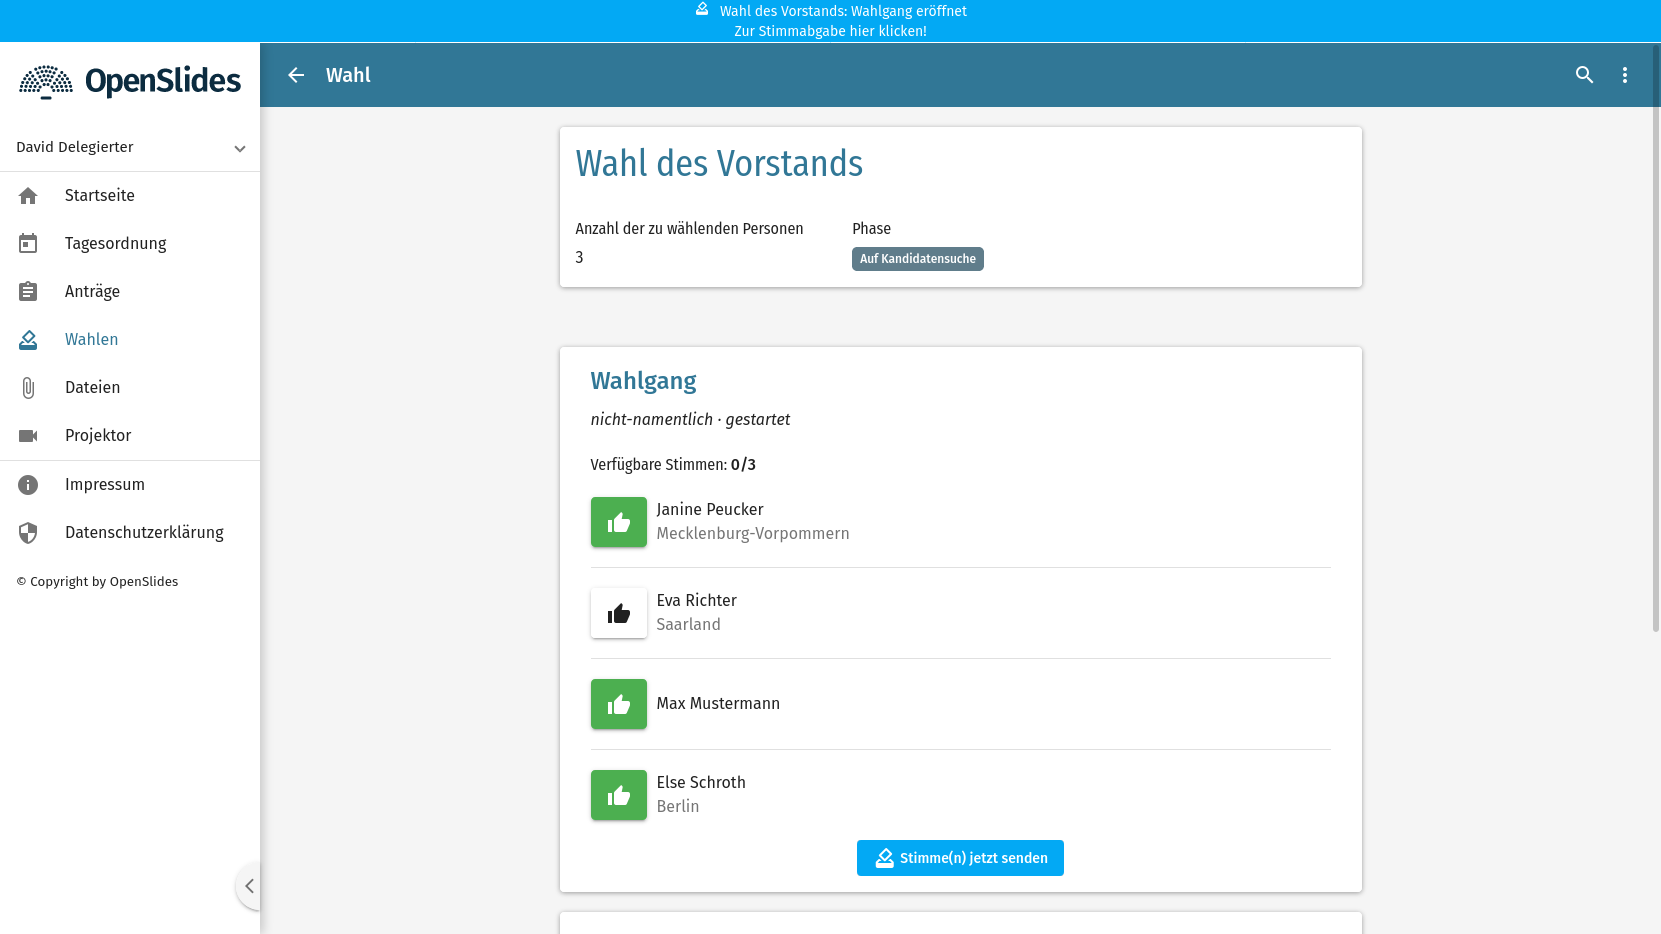 Wahl des Vorstands: Wahlgang eröffnet
Zur Stimmabgabe hier klicken!
OpenSlides
Wahl
David Delegierter
Startseite
Tagesordnung
Anträge
Wahlen
Dateien
Projektor
Impressum
Datenschutzerklärung
© Copyright by OpenSlides
Wahl des Vorstands
Anzahl der zu wählenden Personen
3
Phase
Auf Kandidatensuche
Wahlgang
nicht-namentlich · gestartet
Verfügbare Stimmen: 0/3
Janine Peucker
Mecklenburg-Vorpommern
Eva Richter
Saarland
Max Mustermann
Else Schroth
Berlin
Stimme(n) jetzt senden